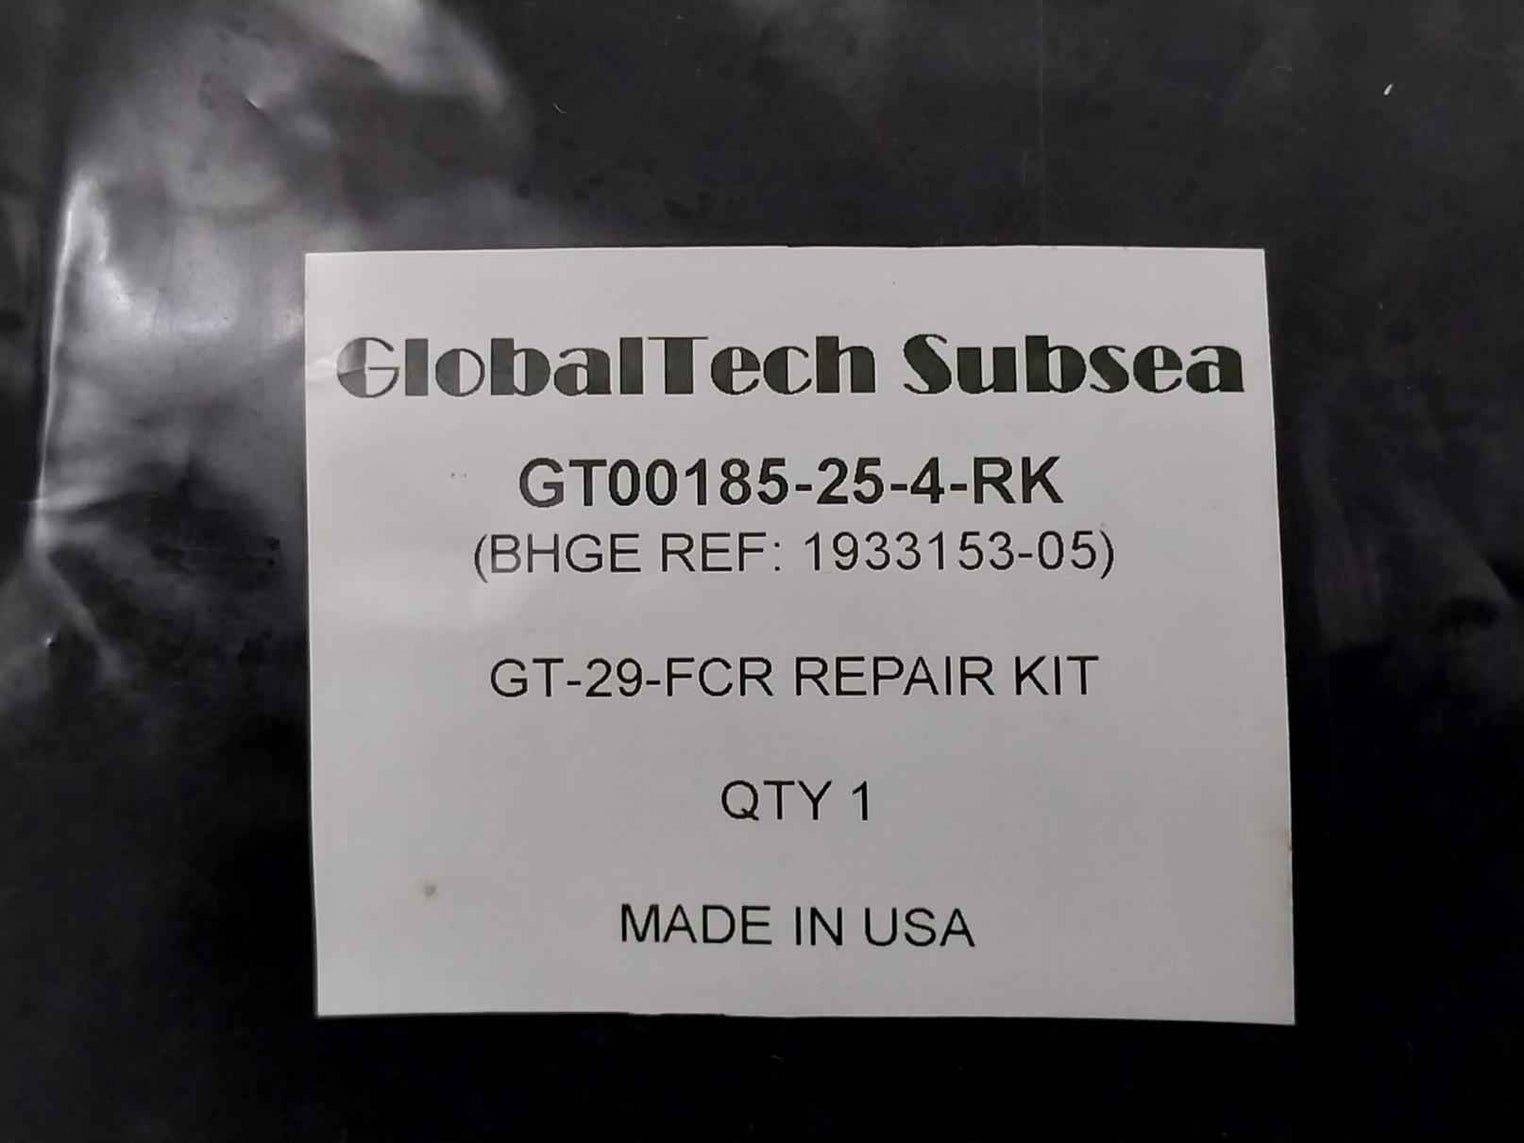 GlobalTech Subsea
GT00185-25-4-RK
(BHGE REF: 1933153-05)
GT-29-FCR REPAIR KIT
QTY 1
MADE IN USA